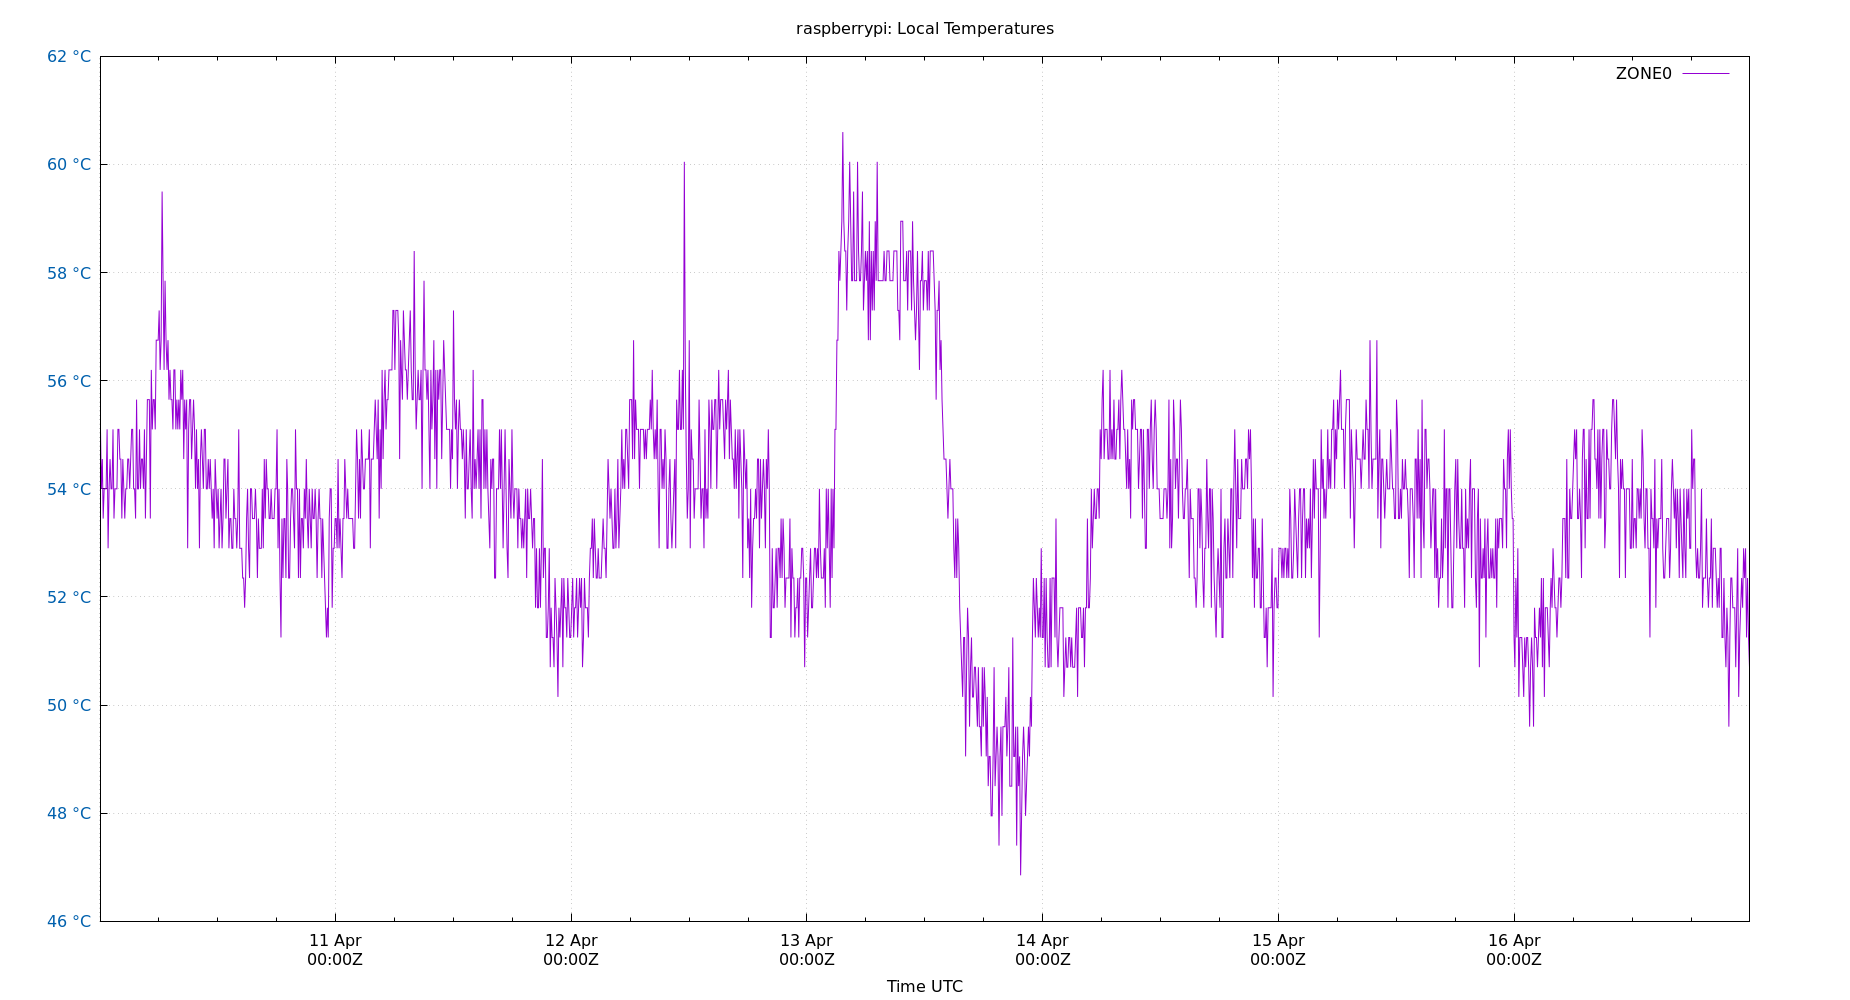 raspberrypi: Local Temperatures
62 °C
ZONE0
60 °C
58 °C
56 °C
54 °C
52 °C
50 °C
48 °C
46 °C
11 Apr 12 Apr 13 Apr 14 Apr 15 Apr 16 Apr
00:00Z 00:00Z 00:00Z 00:00Z 00:00Z 00:00Z
Time UTC